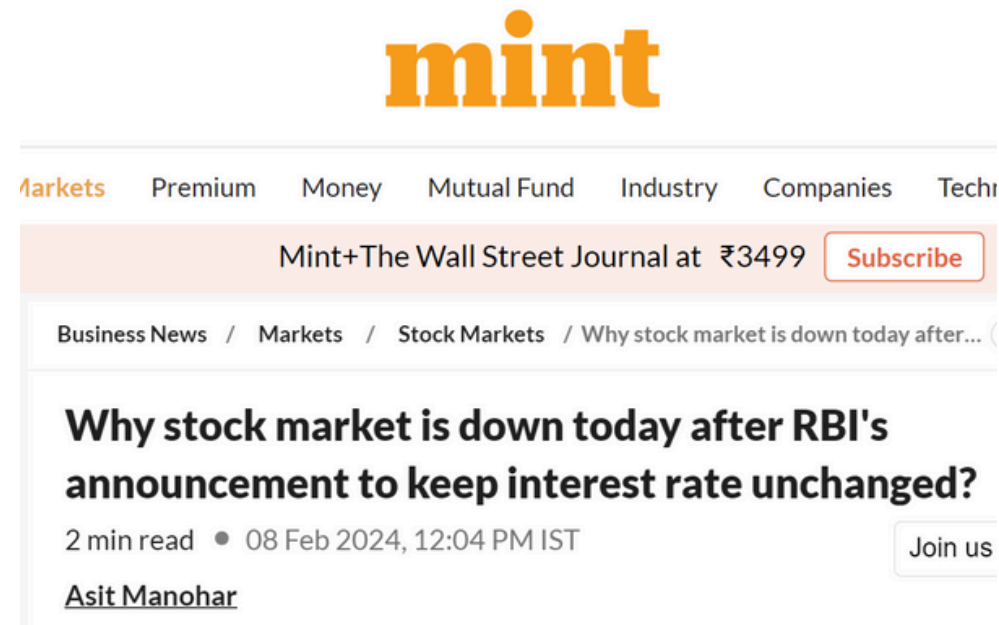 mint
Markets Premium Money Mutual Fund Industry Companies
Mint+The Wall Street Journal at ₹3499 Subscribe
Business News / Markets / Stock Markets / Why stock market is down today after...
Why stock market is down today after RBI's
announcement to keep interest rate unchanged?
2 min read • 08 Feb 2024, 12:04 PM IST
Join us
Asit Manohar